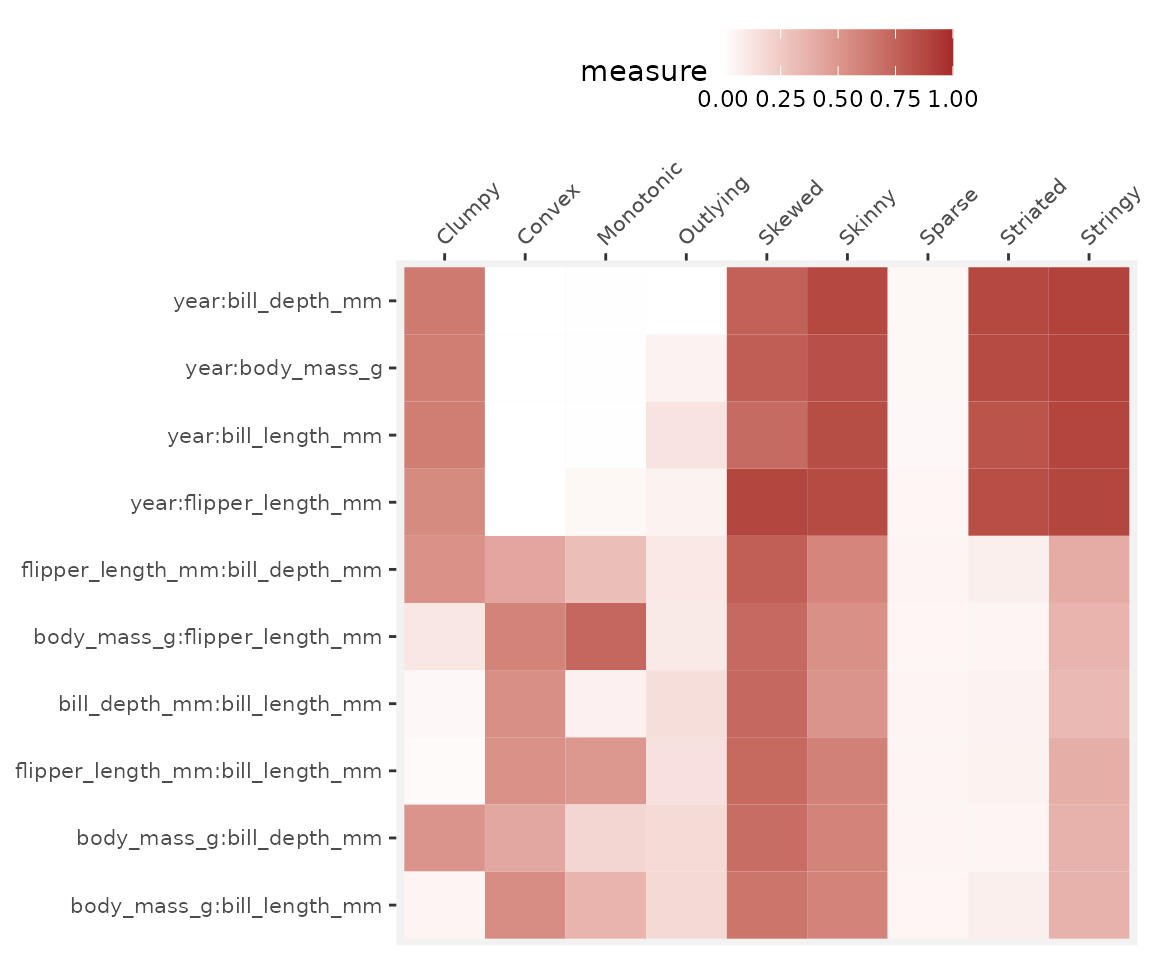 measure
0.00 0.25 0.50 0.75 1.00
Clumpy Convex Monotonic Outlying Skewed Skinny Sparse Striated Stringy
year:bill_depth_mm
year:body_mass_g
year:bill_length_mm
year:flipper_length_mm
flipper_length_mm:bill_depth_mm
body_mass_g:flipper_length_mm
bill_depth_mm:bill_length_mm
flipper_length_mm:bill_length_mm
body_mass_g:bill_depth_mm
body_mass_g:bill_length_mm